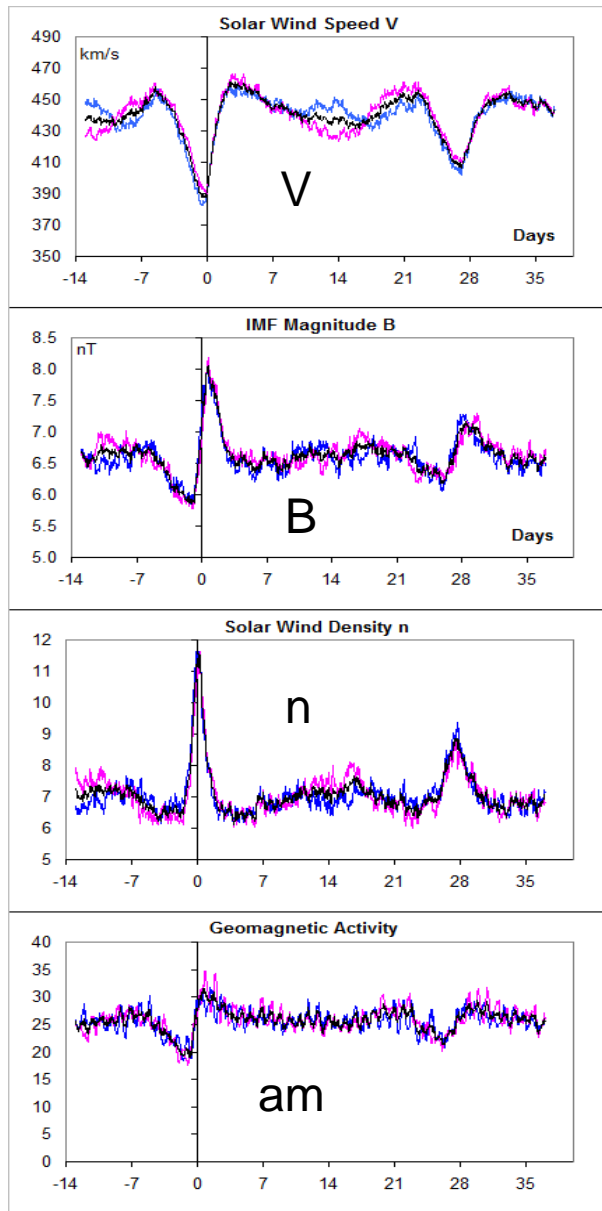 Solar Wind Speed V
490
km/s
470
450
430
410
390
370
350
V
Days
-14 -7 0 7 14 21 28 35
IMF Magnitude B
8.5
nT
8.0
7.5
7.0
6.5
6.0
5.5
5.0
B
Days
-14 -7 0 7 14 21 28 35
Solar Wind Density n
12
11
10
9
8
7
6
5
n
-14 -7 0 7 14 21 28 35
Geomagnetic Activity
40
35
30
25
20
15
10
5
0
am
-14 -7 0 7 14 21 28 35